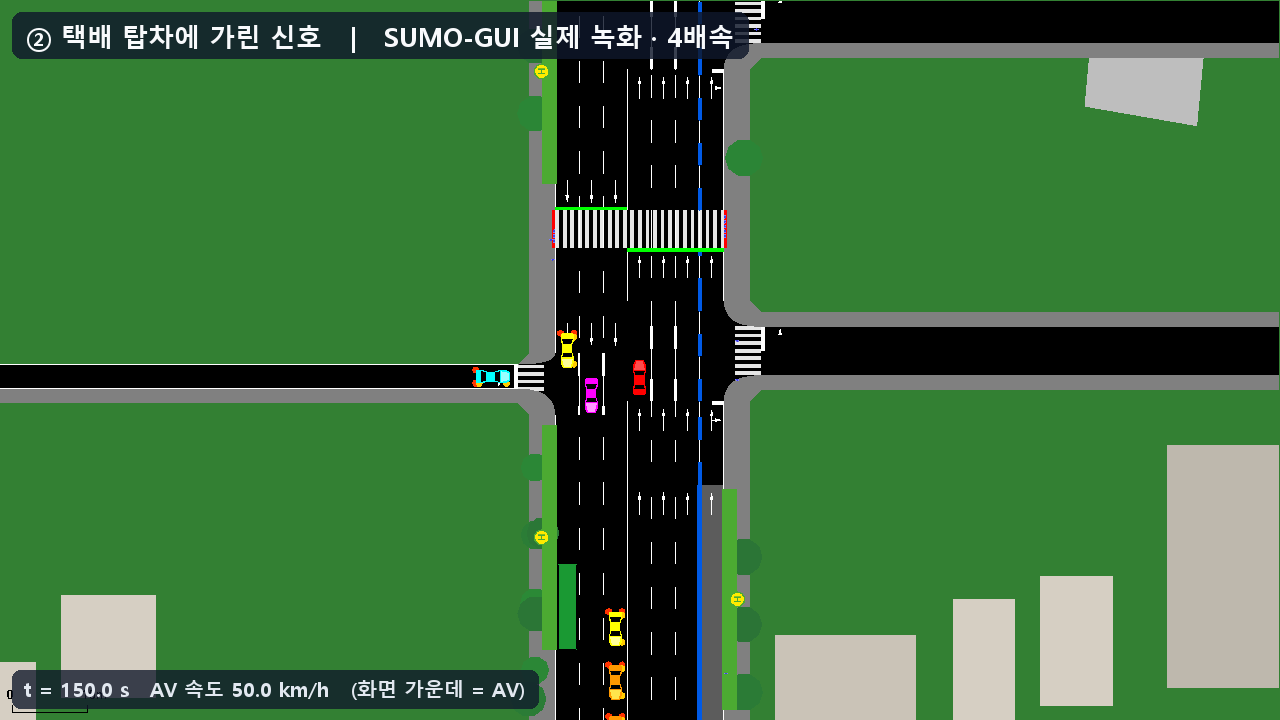 ② 택배 탑차에 가린 신호 | SUMO-GUI 실제 녹화 · 4배속
H
H
H
t = 150.0 s AV 속도 50.0 km/h (화면 가운데 = AV)